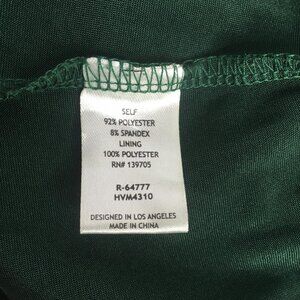 SELF
92% POLYESTER
8% SPANDEX
LINING
100% POLYESTER
RN# 139705
R-64777
HVM4310
DESIGNED IN LOS ANGELES
MADE IN CHINA